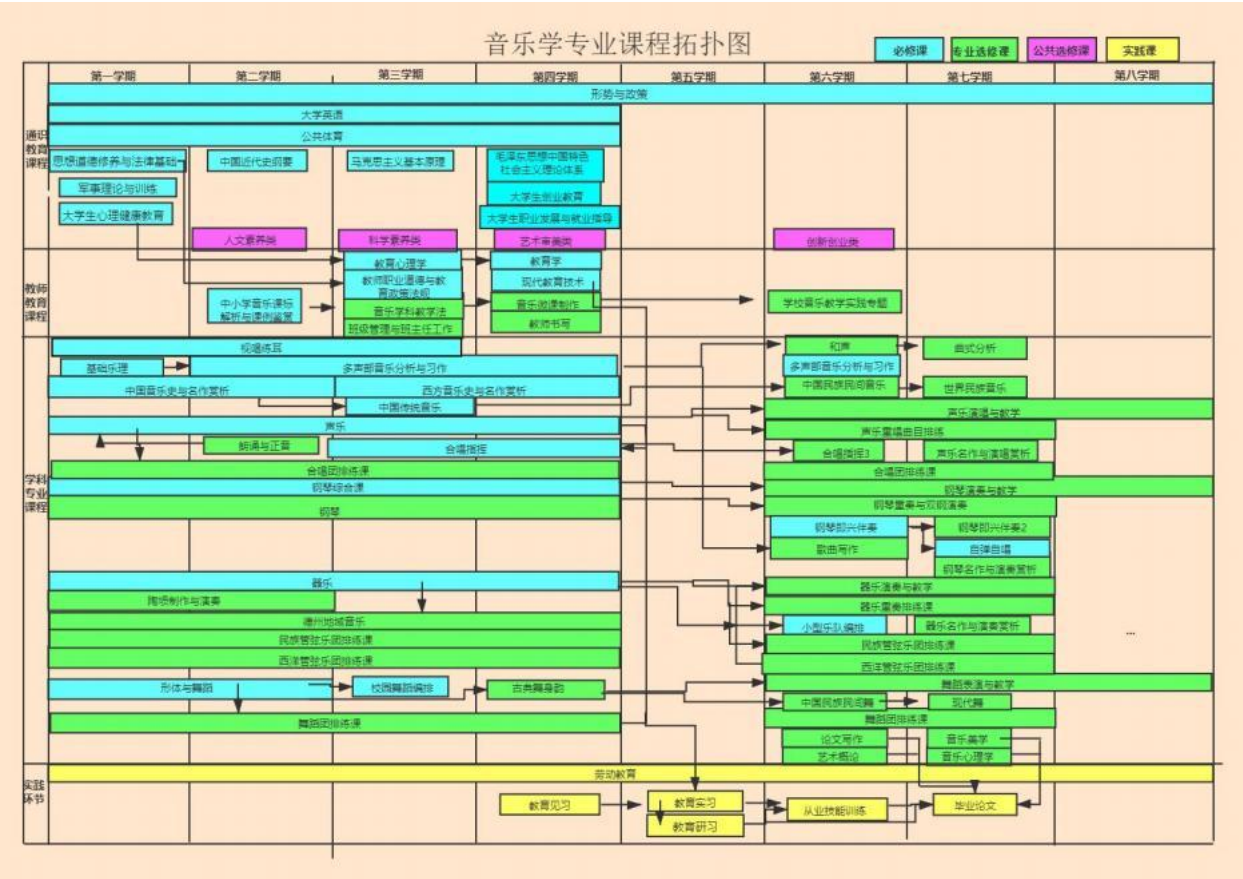 音乐学专业课程拓扑图
必修课
专业选修课
公共选修课
实践课
第一学期
第二学期
第三学期
第四学期
第五学期
第六学期
第七学期
第八学期
形势与政策
大学英语
公共体育
通识
教育
课程
思想道德修养与法律基础
中国近代史纲要
马克思主义基本原理
毛泽东思想中国特色
社会主义理论体系
军事理论与训练
大学生创业教育
大学生心理健康教育
大学生职业发展与就业指导
人文素养类
科学素养类
艺术审美类
创新创业类
教师
教育
课程
教育心理学
教育学
教师职业道德与教
育政策法规
现代教育技术
中小学音乐课标
解析与课例鉴赏
音乐学科教学法
音乐微课制作
学校音乐教学实践专题
班级管理与班主任工作
教师书写
学科
专业
课程
视唱练耳
和声
曲式分析
基础乐理
多声部音乐分析与习作
多声部音乐分析与习作
中国音乐史与名作赏析
西方音乐史与名作赏析
中国民族民间音乐
世界民族音乐
中国传统音乐
声乐演唱与教学
声乐
声乐重唱曲目排练
朗诵与正音
合唱指挥
合唱指挥3
声乐名作与演唱赏析
合唱团排练课
合唱团排练课
钢琴综合课
钢琴演奏与教学
钢琴
钢琴重奏与双钢演奏
钢琴即兴伴奏
钢琴即兴伴奏2
歌曲写作
自弹自唱
钢琴名作与演奏赏析
器乐
器乐演奏与教学
陶埙制作与演奏
器乐重奏排练课
德州地域音乐
小型乐队编排
器乐名作与演奏赏析
...
民族管弦乐团排练课
民族管弦乐团排练课
西洋管弦乐团排练课
西洋管弦乐团排练课
形体与舞蹈
校园舞蹈编排
古典舞身韵
舞蹈表演与教学
中国民族民间舞
现代舞
舞蹈团排练课
舞蹈团排练课
论文写作
音乐美学
艺术概论
音乐心理学
实践
环节
劳动教育
教育见习
教育实习
从业技能训练
毕业论文
教育研习